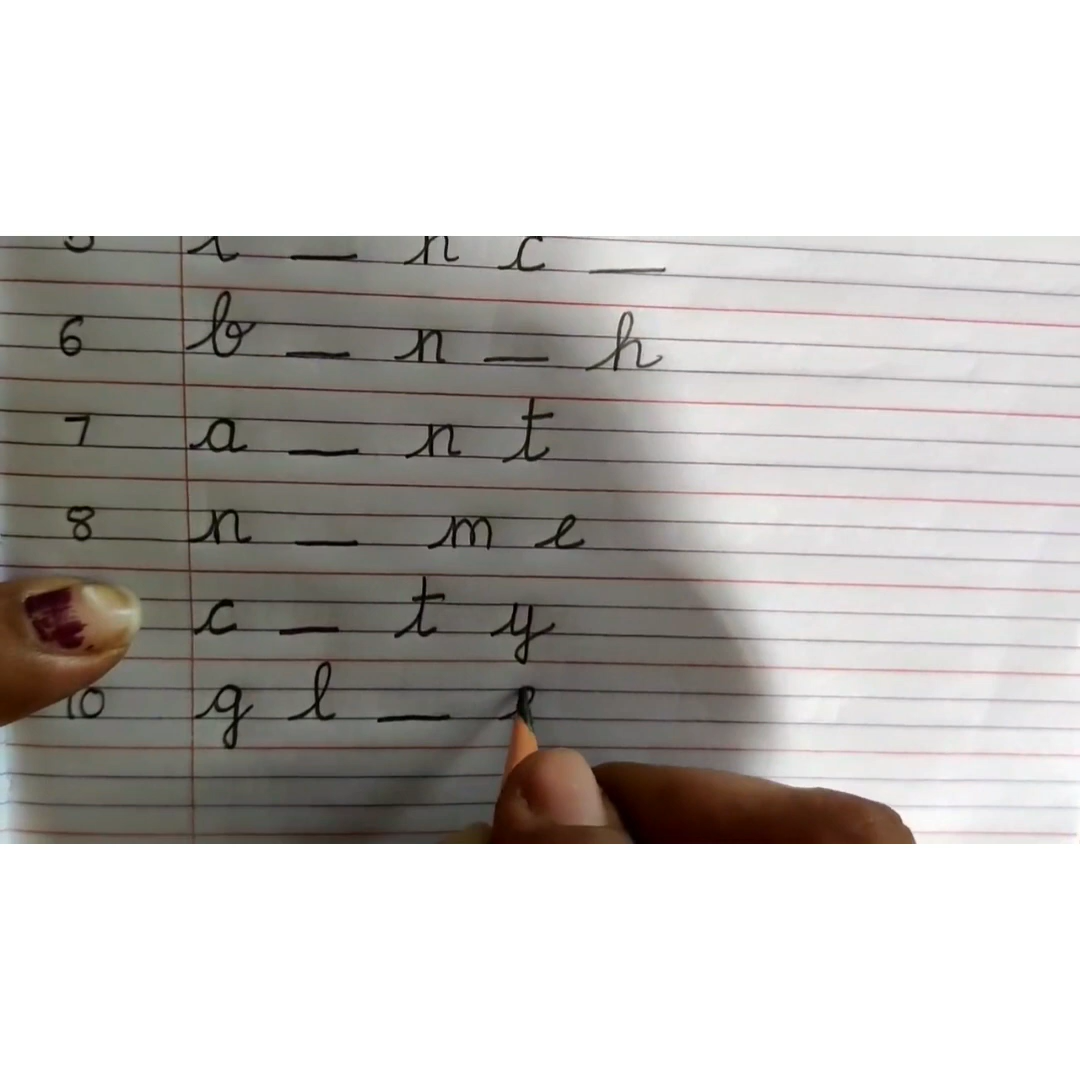 _ n c _
6 b _ n _ h
7 a _ n t
8 n _ m e
c _ t y
10 g l _